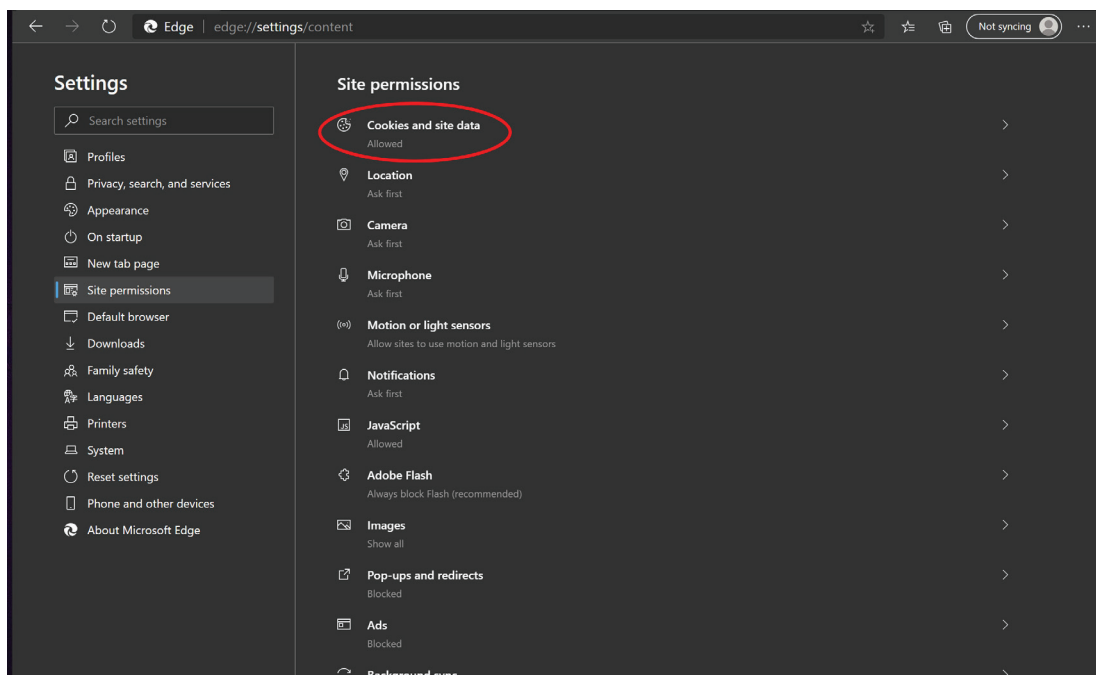 Edge | edge://settings/content
Not syncing
Settings
Search settings
Profiles
Privacy, search, and services
Appearance
On startup
New tab page
Site permissions
Default browser
Downloads
Family safety
Languages
Printers
System
Reset settings
Phone and other devices
About Microsoft Edge
Site permissions
Cookies and site data
Allowed
Location
Ask first
Camera
Ask first
Microphone
Ask first
Motion or light sensors
Allow sites to use motion and light sensors
Notifications
Ask first
JS
JavaScript
Allowed
Adobe Flash
Always block Flash (recommended)
Images
Show all
Pop-ups and redirects
Blocked
Ads
Blocked
Background sync